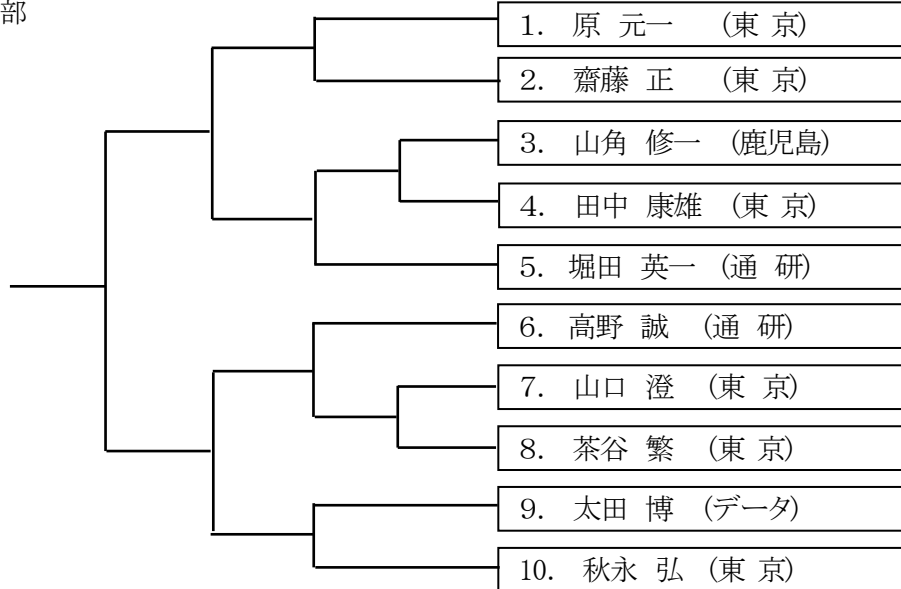 部
1. 原 元一 (東 京)
2. 齋藤 正 (東 京)
3. 山角 修一 (鹿児島)
4. 田中 康雄 (東 京)
5. 堀田 英一 (通 研)
6. 高野 誠 (通 研)
7. 山口 澄 (東 京)
8. 茶谷 繁 (東 京)
9. 太田 博 (データ)
10. 秋永 弘 (東 京)